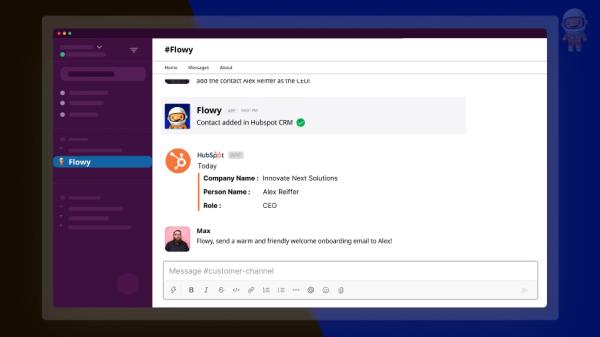 #Flowy
Home Messages About
add the contact Alex Reiffer as the CEO!
Flowy APP
Contact added in Hubspot CRM
HubSpot APP
Today
Company Name : Innovate Next Solutions
Person Name : Alex Reiffer
Role : CEO
Flowy
Max
Flowy, send a warm and friendly welcome onboarding email to Alex!
Message #customer-channel
B I S